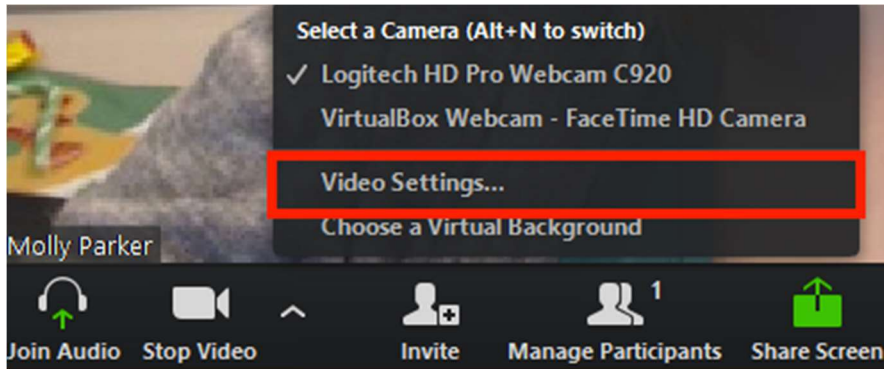 Select a Camera (Alt+N to switch)
✓ Logitech HD Pro Webcam C920
VirtualBox Webcam - FaceTime HD Camera
Video Settings...
Choose a Virtual Background
Molly Parker
1
Join Audio Stop Video Invite Manage Participants Share Screen